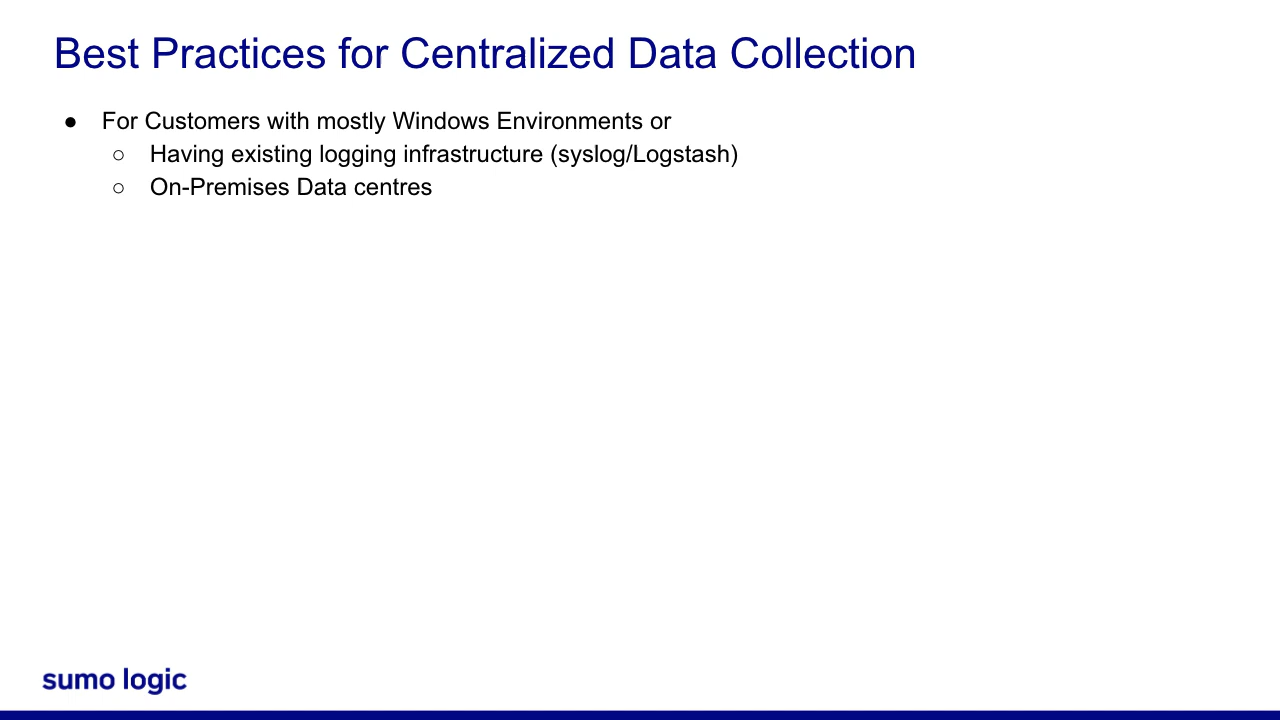 Best Practices for Centralized Data Collection
● For Customers with mostly Windows Environments or
○ Having existing logging infrastructure (syslog/Logstash)
○ On-Premises Data centres
sumo logic